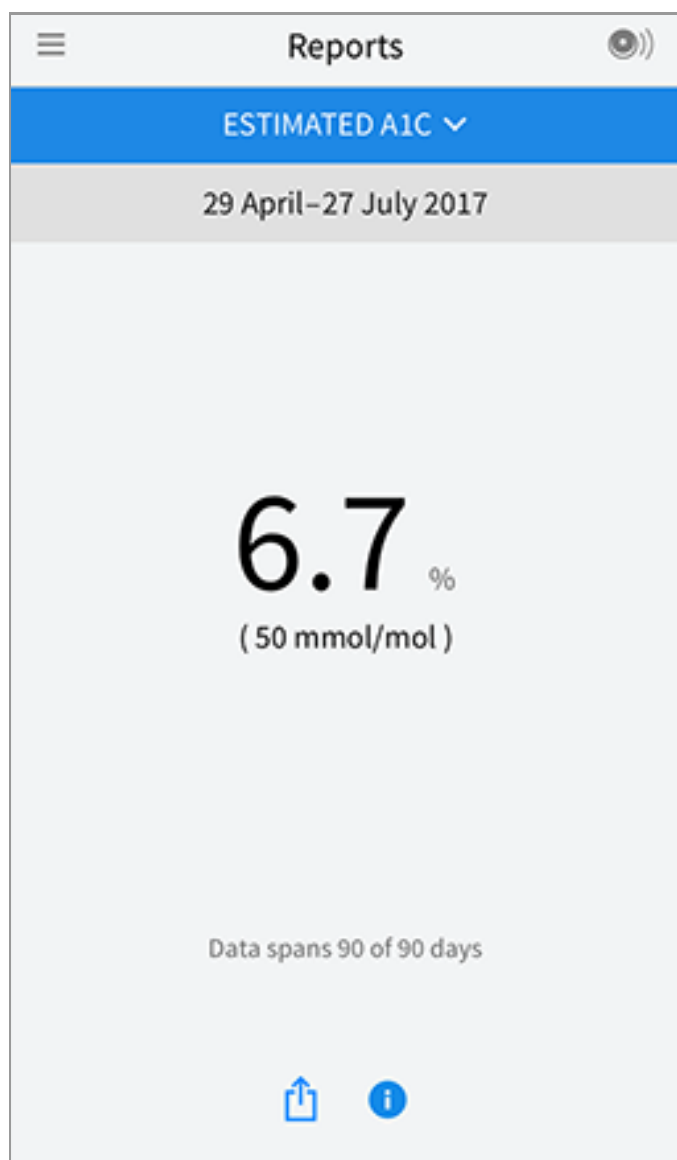 Reports
ESTIMATED A1C
29 April–27 July 2017
6.7 %
( 50 mmol/mol )
Data spans 90 of 90 days
i